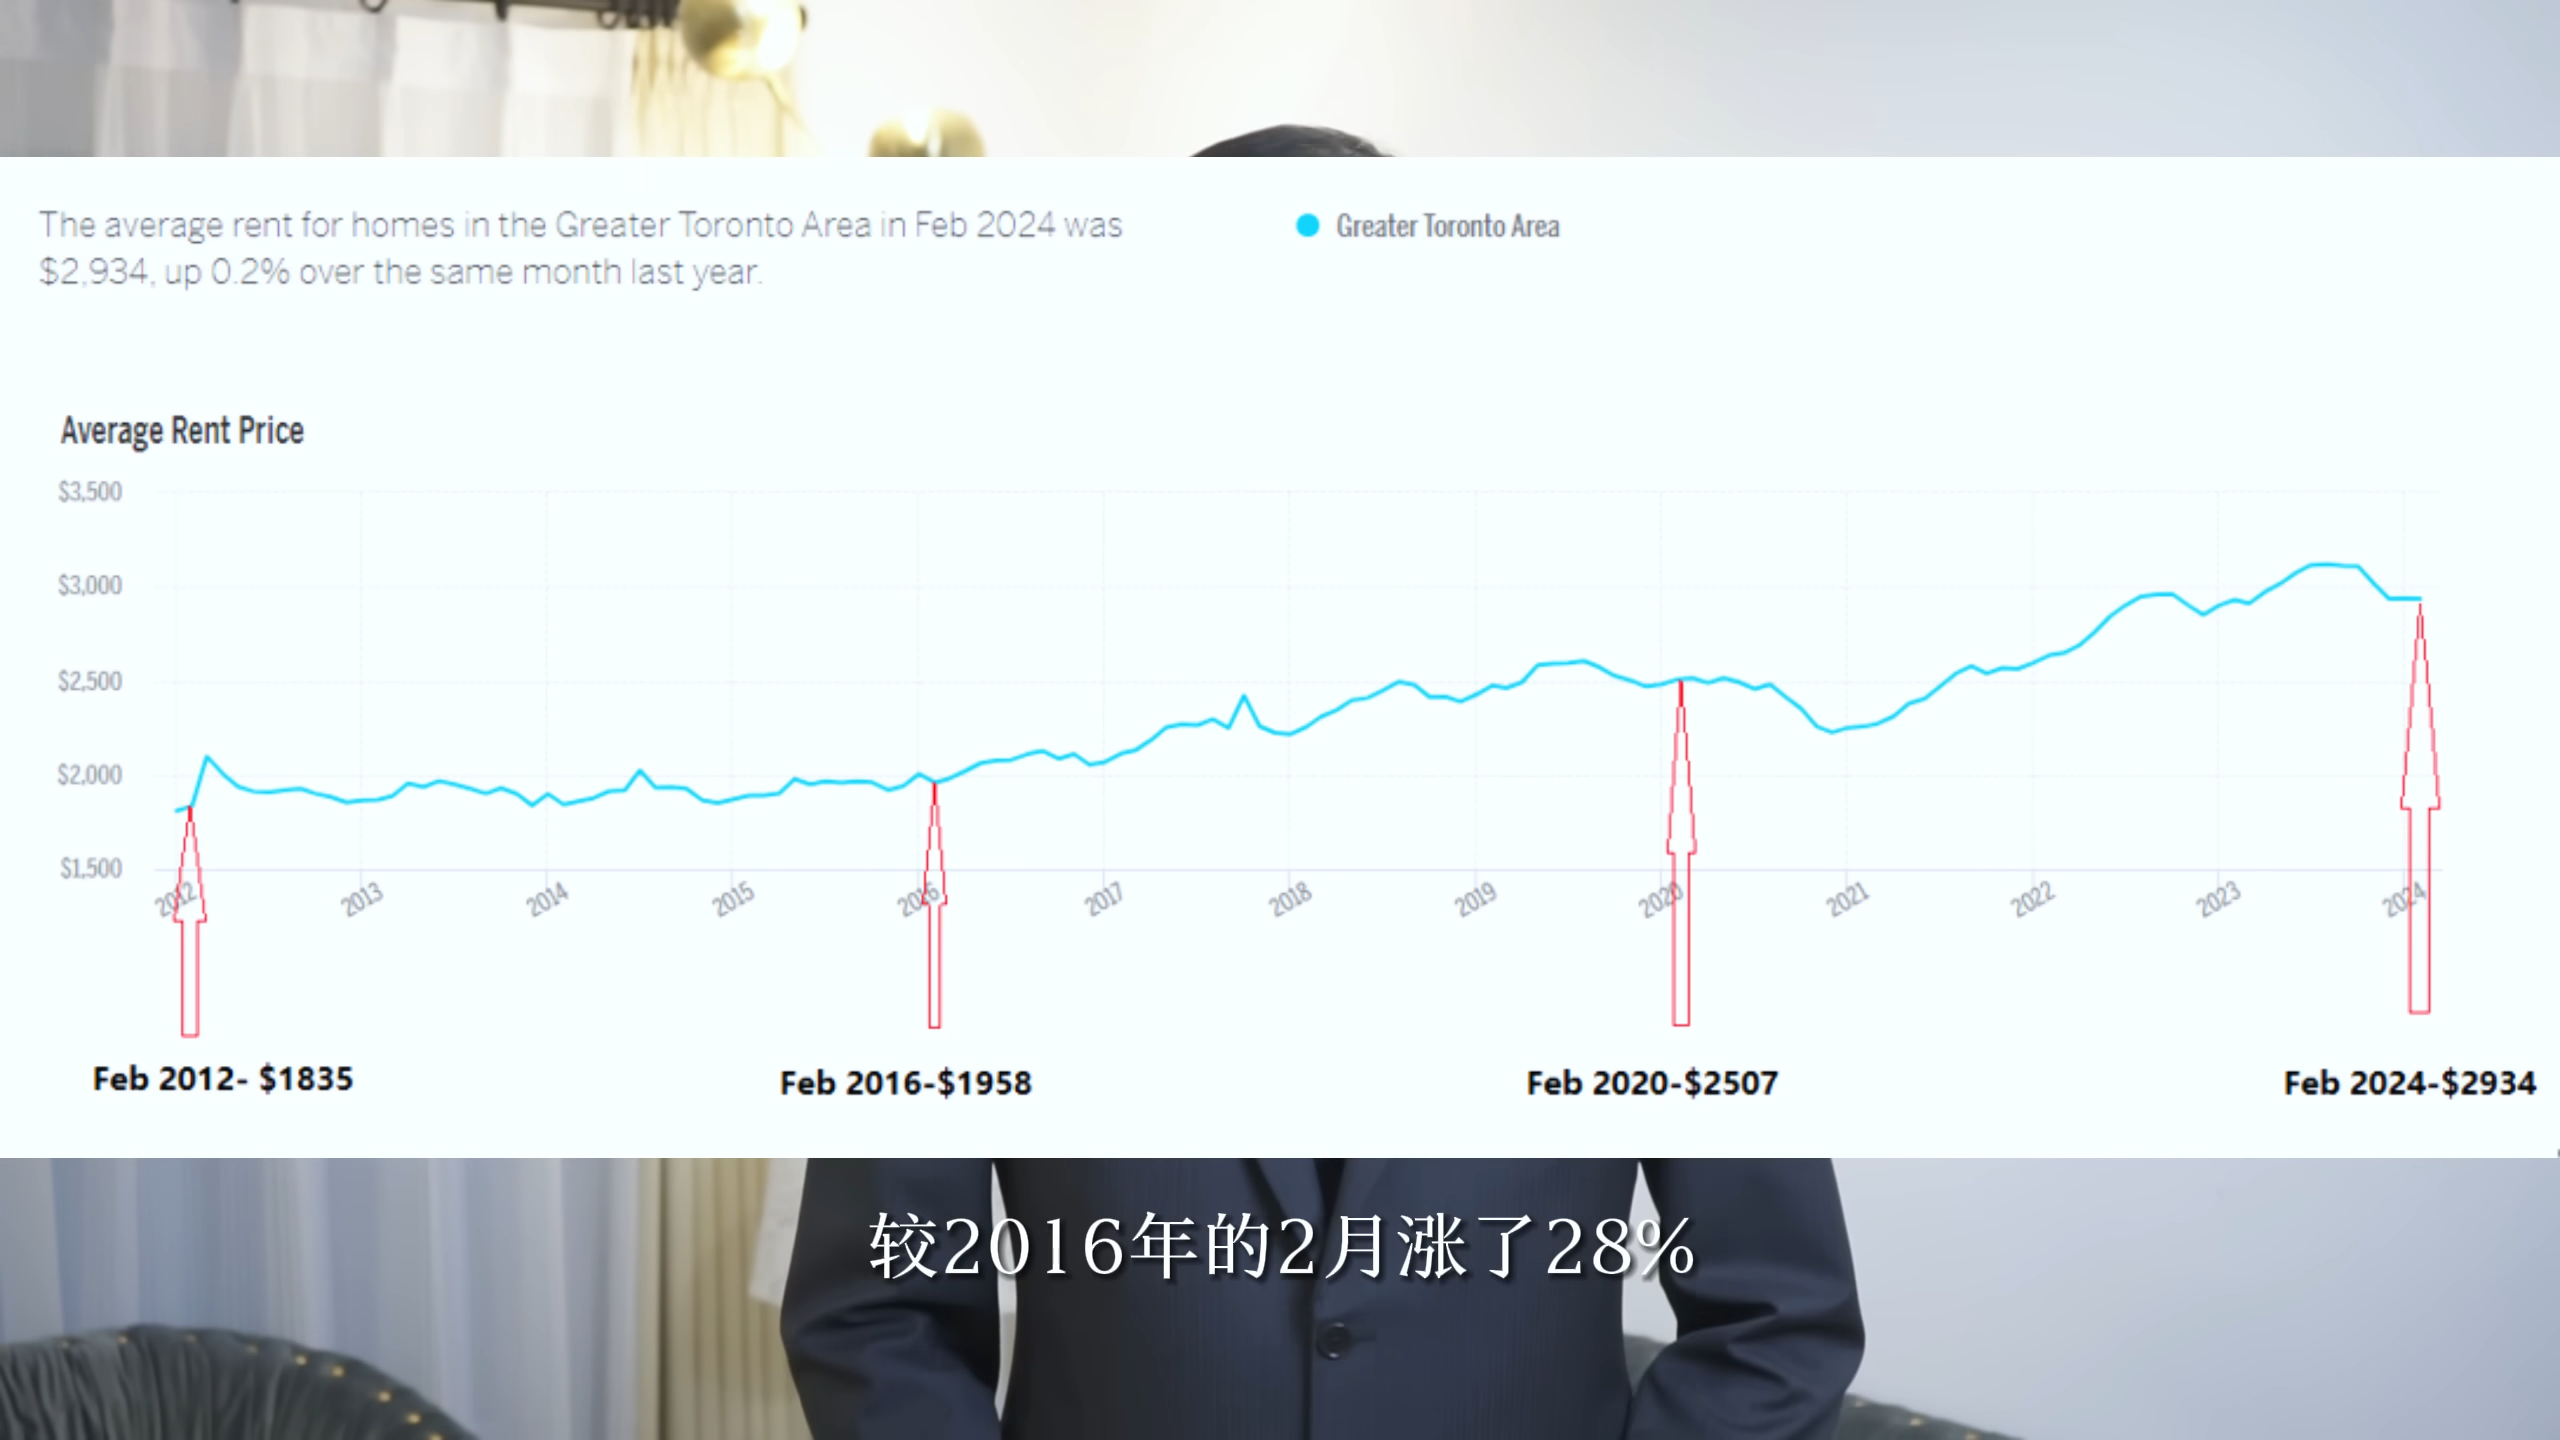 The average rent for homes in the Greater Toronto Area in Feb 2024 was
$2,934, up 0.2% over the same month last year.
Greater Toronto Area
Average Rent Price
$3,500
$3,000
$2,500
$2,000
$1,500
2012
2013
2014
2015
2016
2017
2018
2019
2020
2021
2022
2023
2024
Feb 2012- $1835
Feb 2016-$1958
Feb 2020-$2507
Feb 2024-$2934
较2016年的2月涨了28%